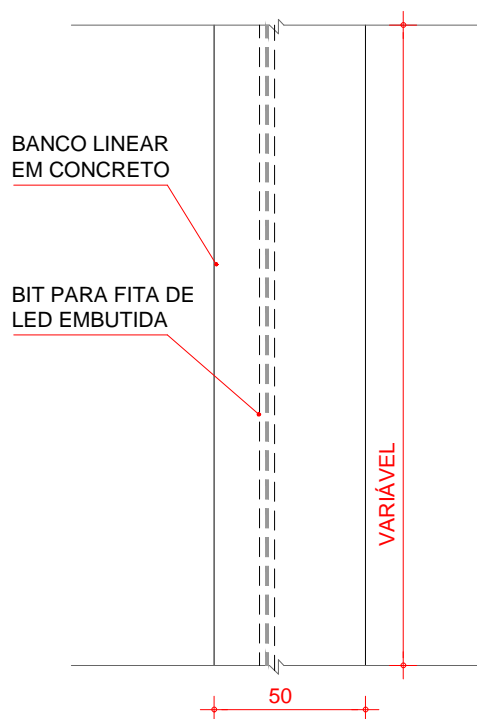 BANCO LINEAR
EM CONCRETO
BIT PARA FITA DE
LED EMBUTIDA
VARIÁVEL
50